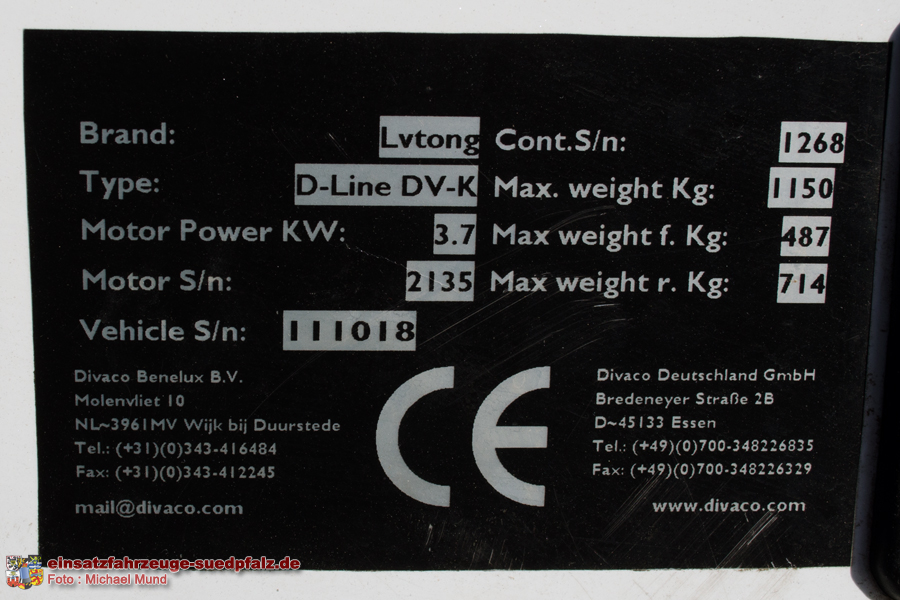 Brand: Lvtong Cont.S/n: 1268
Type: D-Line DV-K Max. weight Kg: 1150
Motor Power KW: 3.7 Max weight f. Kg: 487
Motor S/n: 2135 Max weight r. Kg: 714
Vehicle S/n: 111018
Divaco Benelux B.V.
Molenvliet 10
NL~3961MV Wijk bij Duurstede
Tel.: (+31)(0)343-416484
Fax: (+31)(0)343-412245
mail@divaco.com
CE
Divaco Deutschland GmbH
Bredeneyer Straße 2B
D~45133 Essen
Tel.: (+49)(0)700-348226835
Fax: (+49)(0)700-348226329
www.divaco.com
einsatzfahrzeuge-suedpfalz.de
Foto : Michael Mund